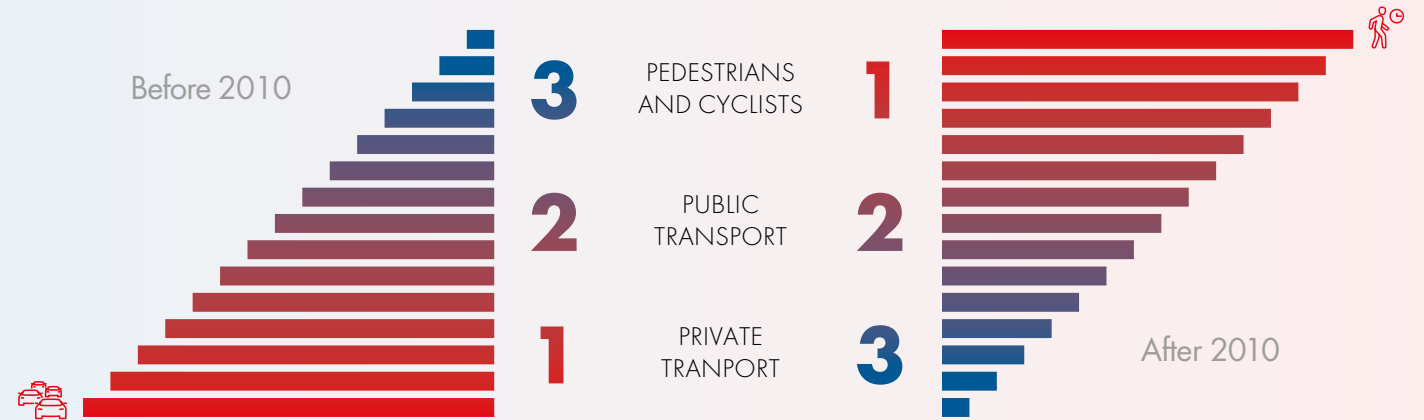 Before 2010
3
PEDESTRIANS
AND CYCLISTS
1
2
PUBLIC
TRANSPORT
2
1
PRIVATE
TRANPORT
3
After 2010